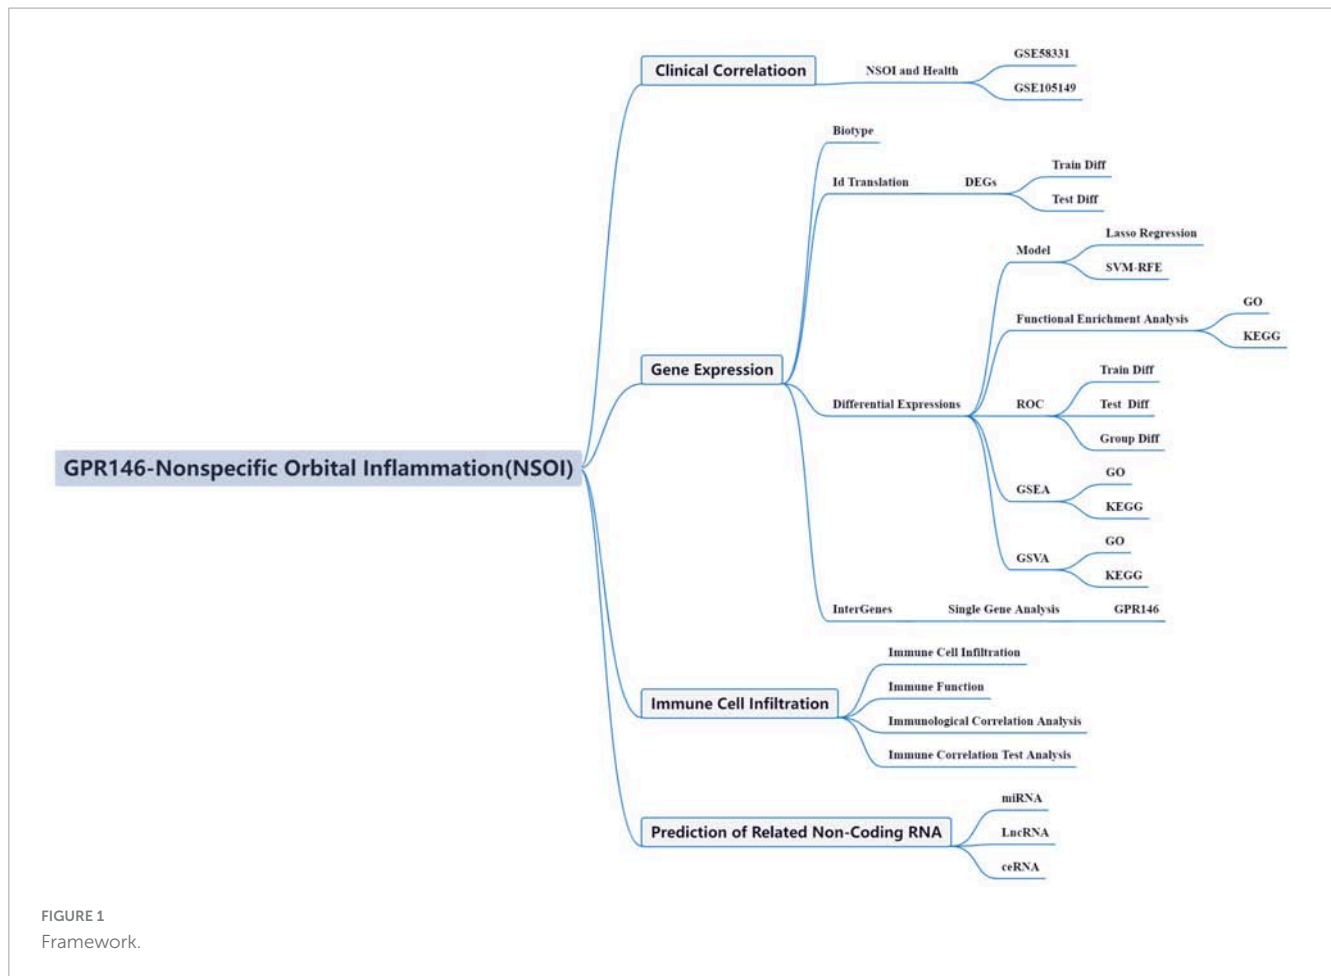 Clinical Correlatioon
NSOI and Health
GSE58331
GSE105149
Biotype
Id Translation
DEGs
Train Diff
Test Diff
Model
Lasso Regression
SVM-RFE
Functional Enrichment Analysis
GO
KEGG
Gene Expression
Differential Expressions
ROC
Train Diff
Test Diff
Group Diff
GPR146-Nonspecific Orbital Inflammation(NSOI)
GSEA
GO
KEGG
GSVA
GO
KEGG
InterGenes
Single Gene Analysis
GPR146
Immune Cell Infiltration
Immune Cell Infiltration
Immune Function
Immunological Correlation Analysis
Immune Correlation Test Analysis
Prediction of Related Non-Coding RNA
miRNA
LncRNA
ceRNA
FIGURE 1
Framework.